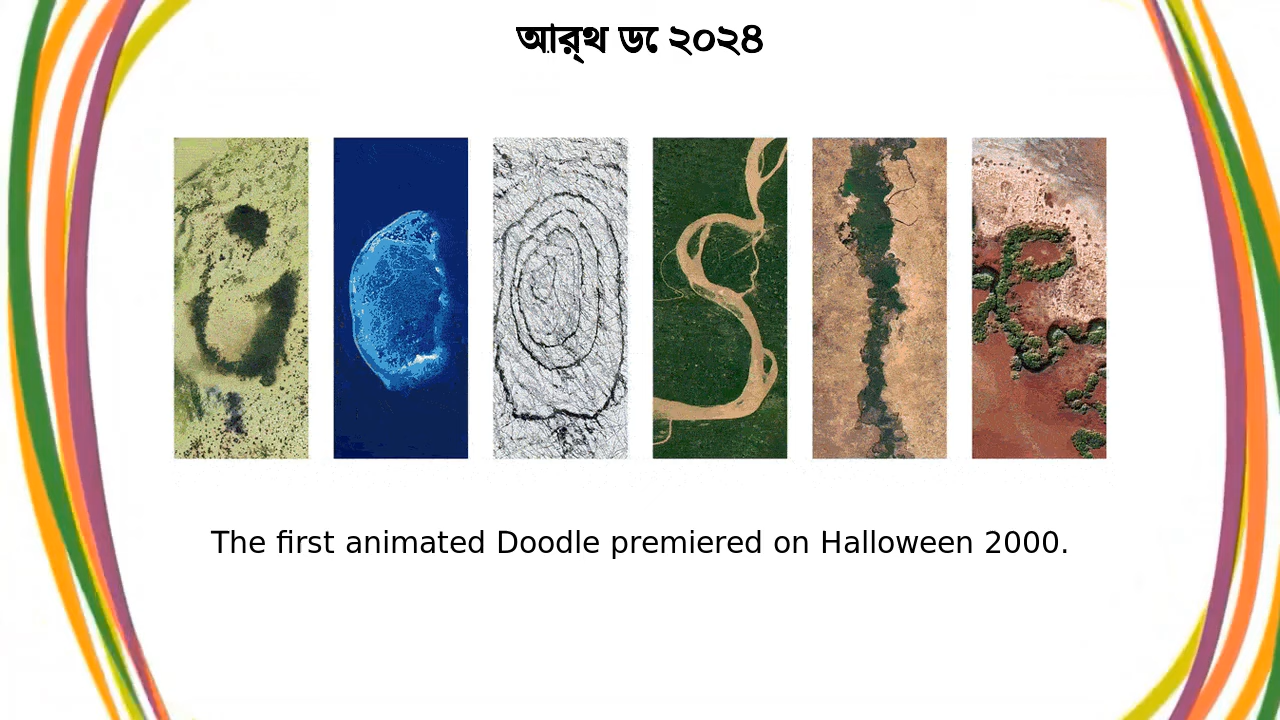 আর্থ ডে ২০২৪
The first animated Doodle premiered on Halloween 2000.